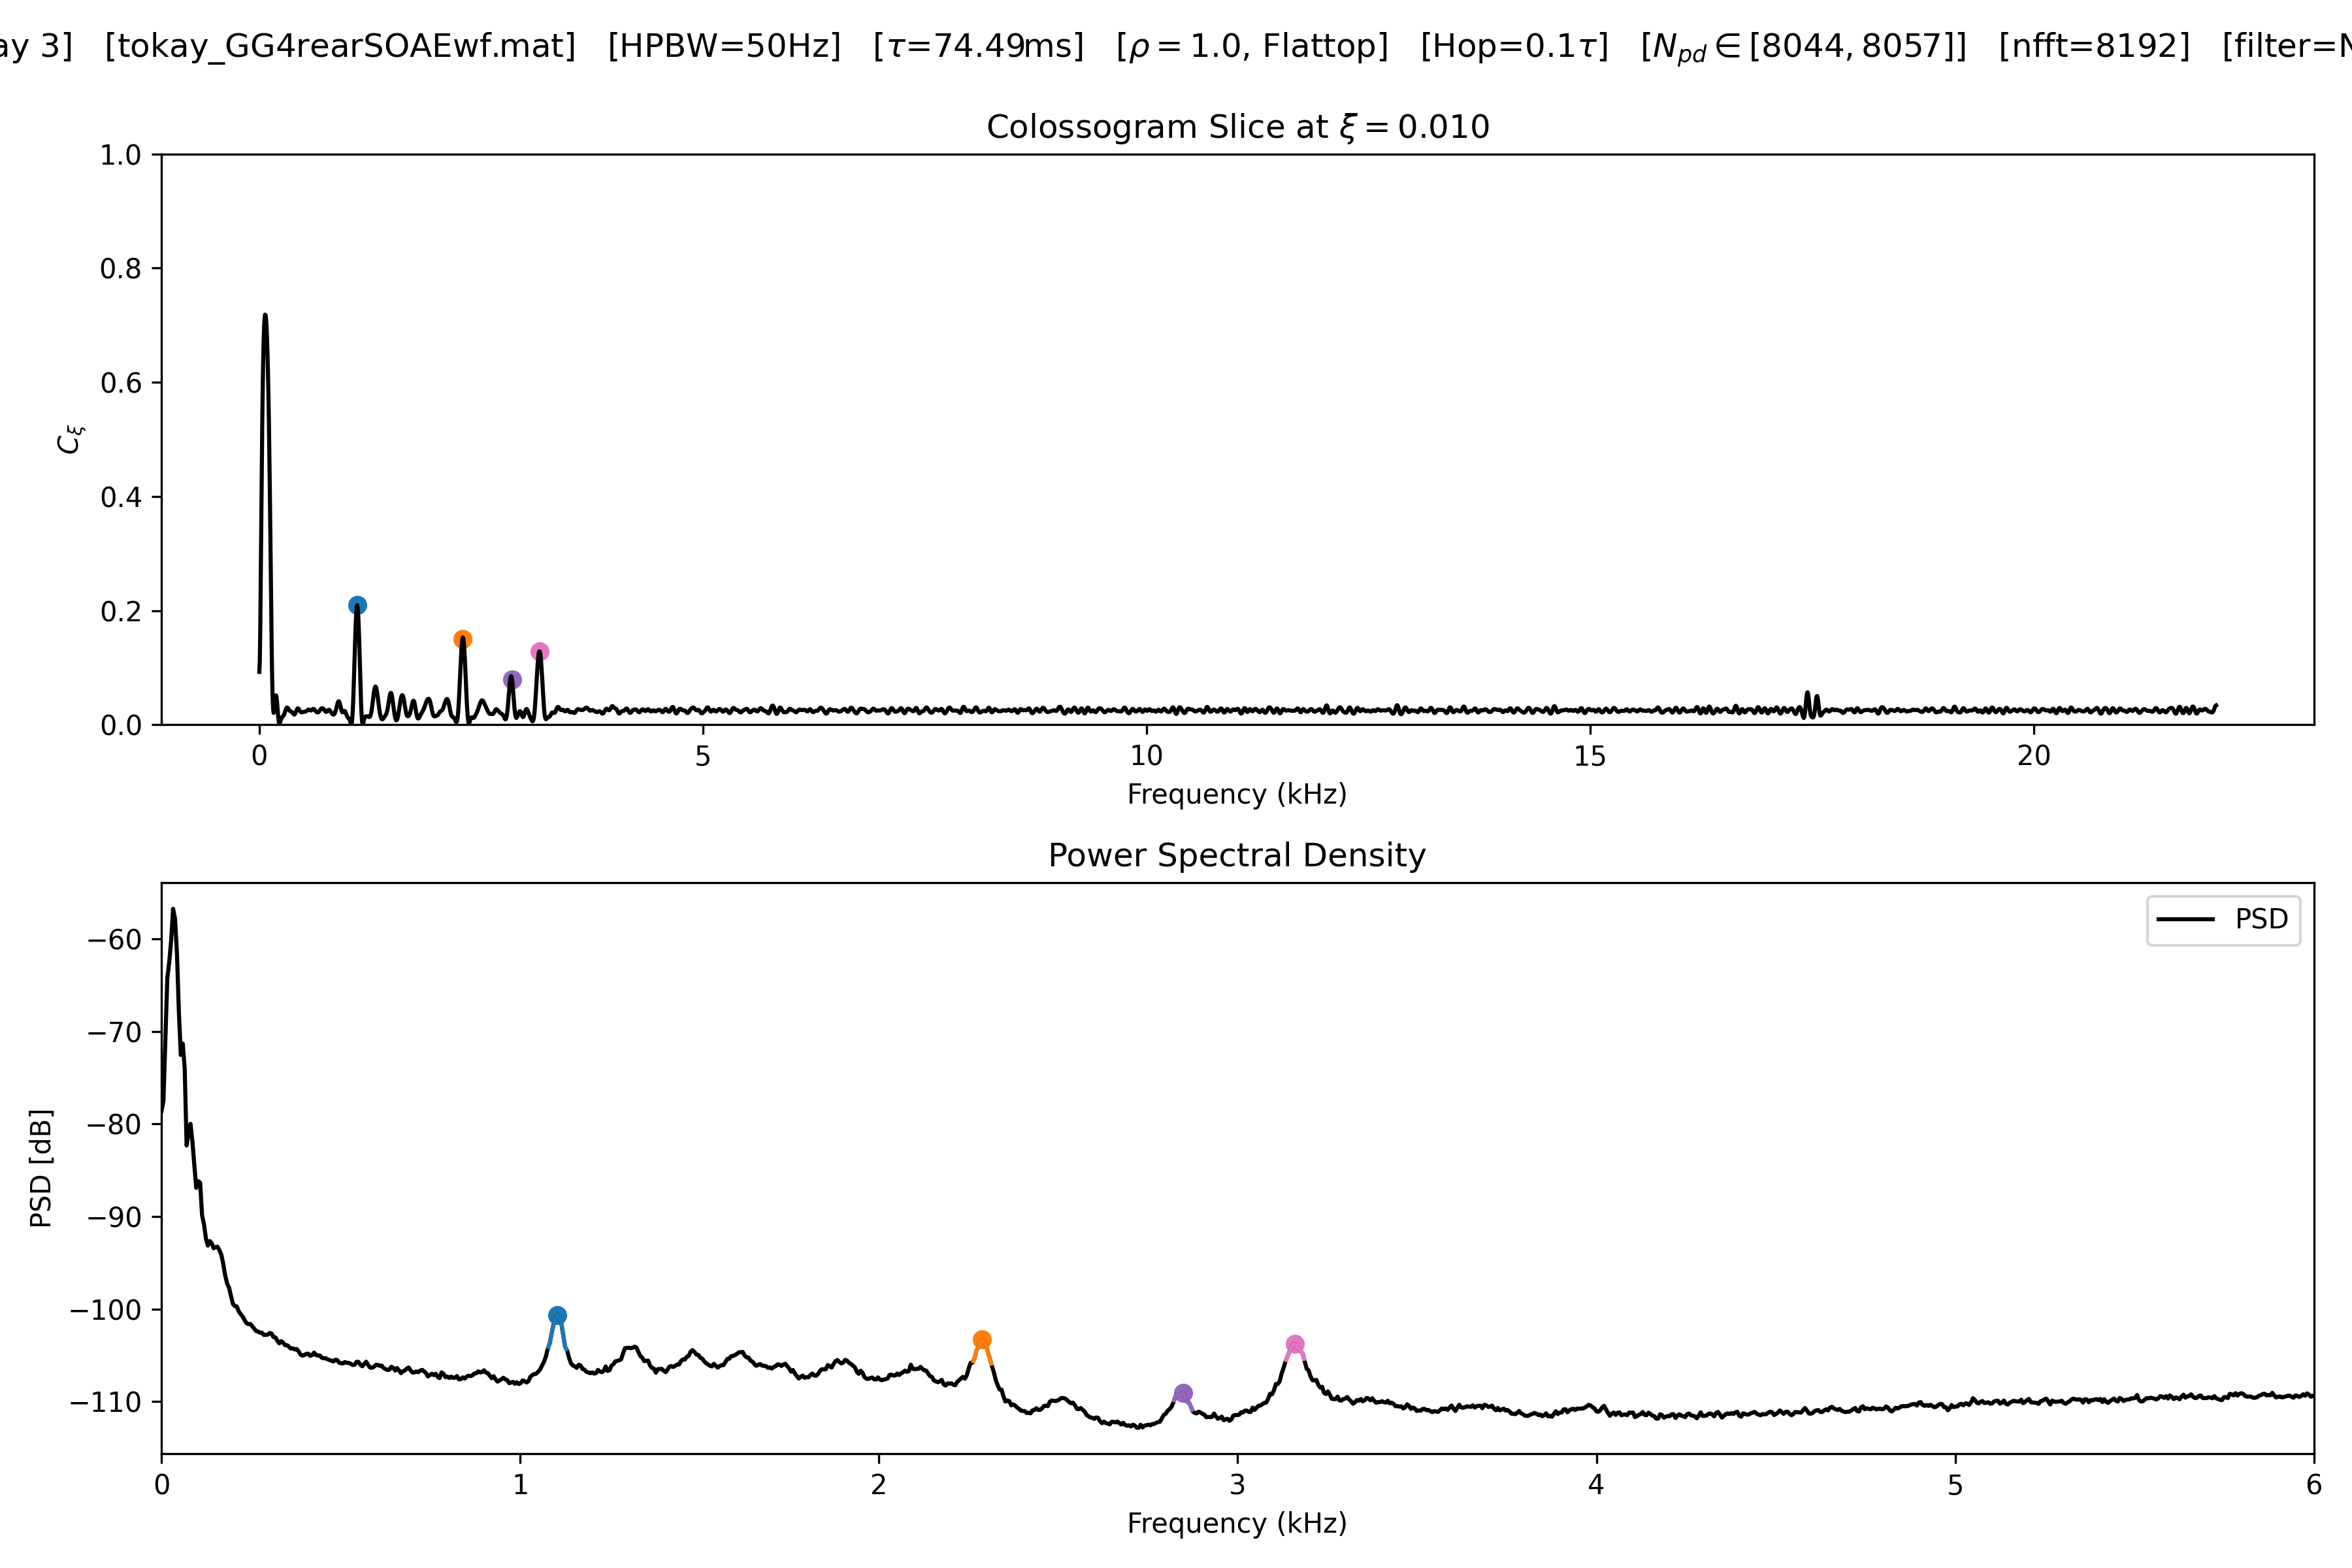 ay 3] [tokay_GG4rearSOAEwf.mat] [HPBW=50Hz] [τ=74.49ms] [ρ = 1.0, Flattop] [Hop=0.1τ] [N_{pd} ∈ [8044, 8057]] [nfft=8192] [filter=N
Colossogram Slice at ξ = 0.010
1.0
0.8
0.6
0.4
0.2
0.0
C_ξ
0 5 10 15 20
Frequency (kHz)
Power Spectral Density
PSD
−60
−70
−80
−90
−100
−110
PSD [dB]
0 1 2 3 4 5 6
Frequency (kHz)